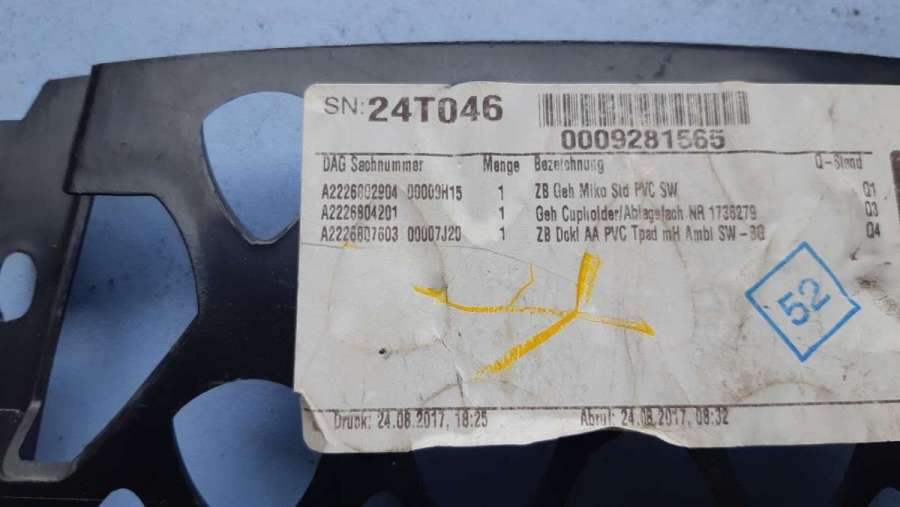 SN: 24T046
0009281565
DAG Sachnummer Menge Bezeichnung Q-Stand
A2226802904 00009H15 1 ZB Geh Miko Std PVC SW Q1
A2226804201 1 Geh Cupholder/Ablagefach NR 1736279 Q3
A2226807603 00007J20 1 ZB Dokl AA PVC Tpad mH Ambi SW-BG Q4
52
Druck: 24.08.2017, 18:25 Abruf: 24.08.2017, 08:32